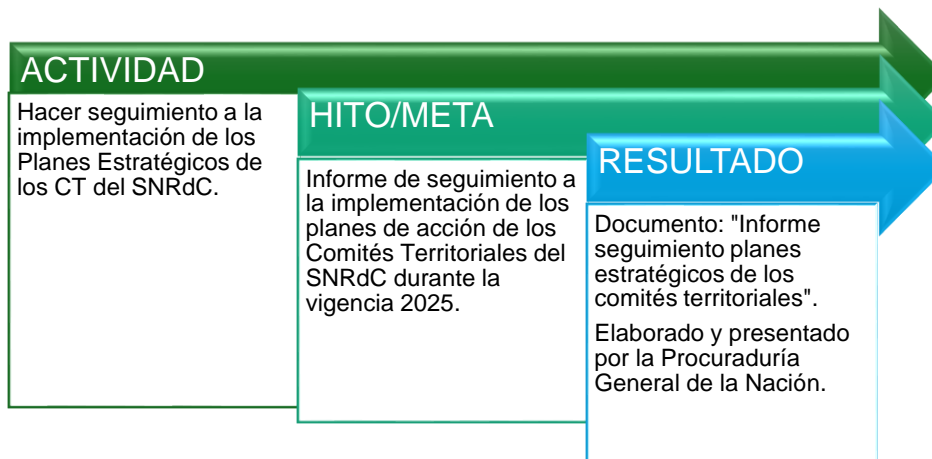 ACTIVIDAD
Hacer seguimiento a la
implementación de los
Planes Estratégicos de
los CT del SNRdC.
HITO/META
Informe de seguimiento a
la implementación de los
planes de acción de los
Comités Territoriales del
SNRdC durante la
vigencia 2025.
RESULTADO
Documento: "Informe
seguimiento planes
estratégicos de los
comités territoriales".
Elaborado y presentado
por la Procuraduría
General de la Nación.